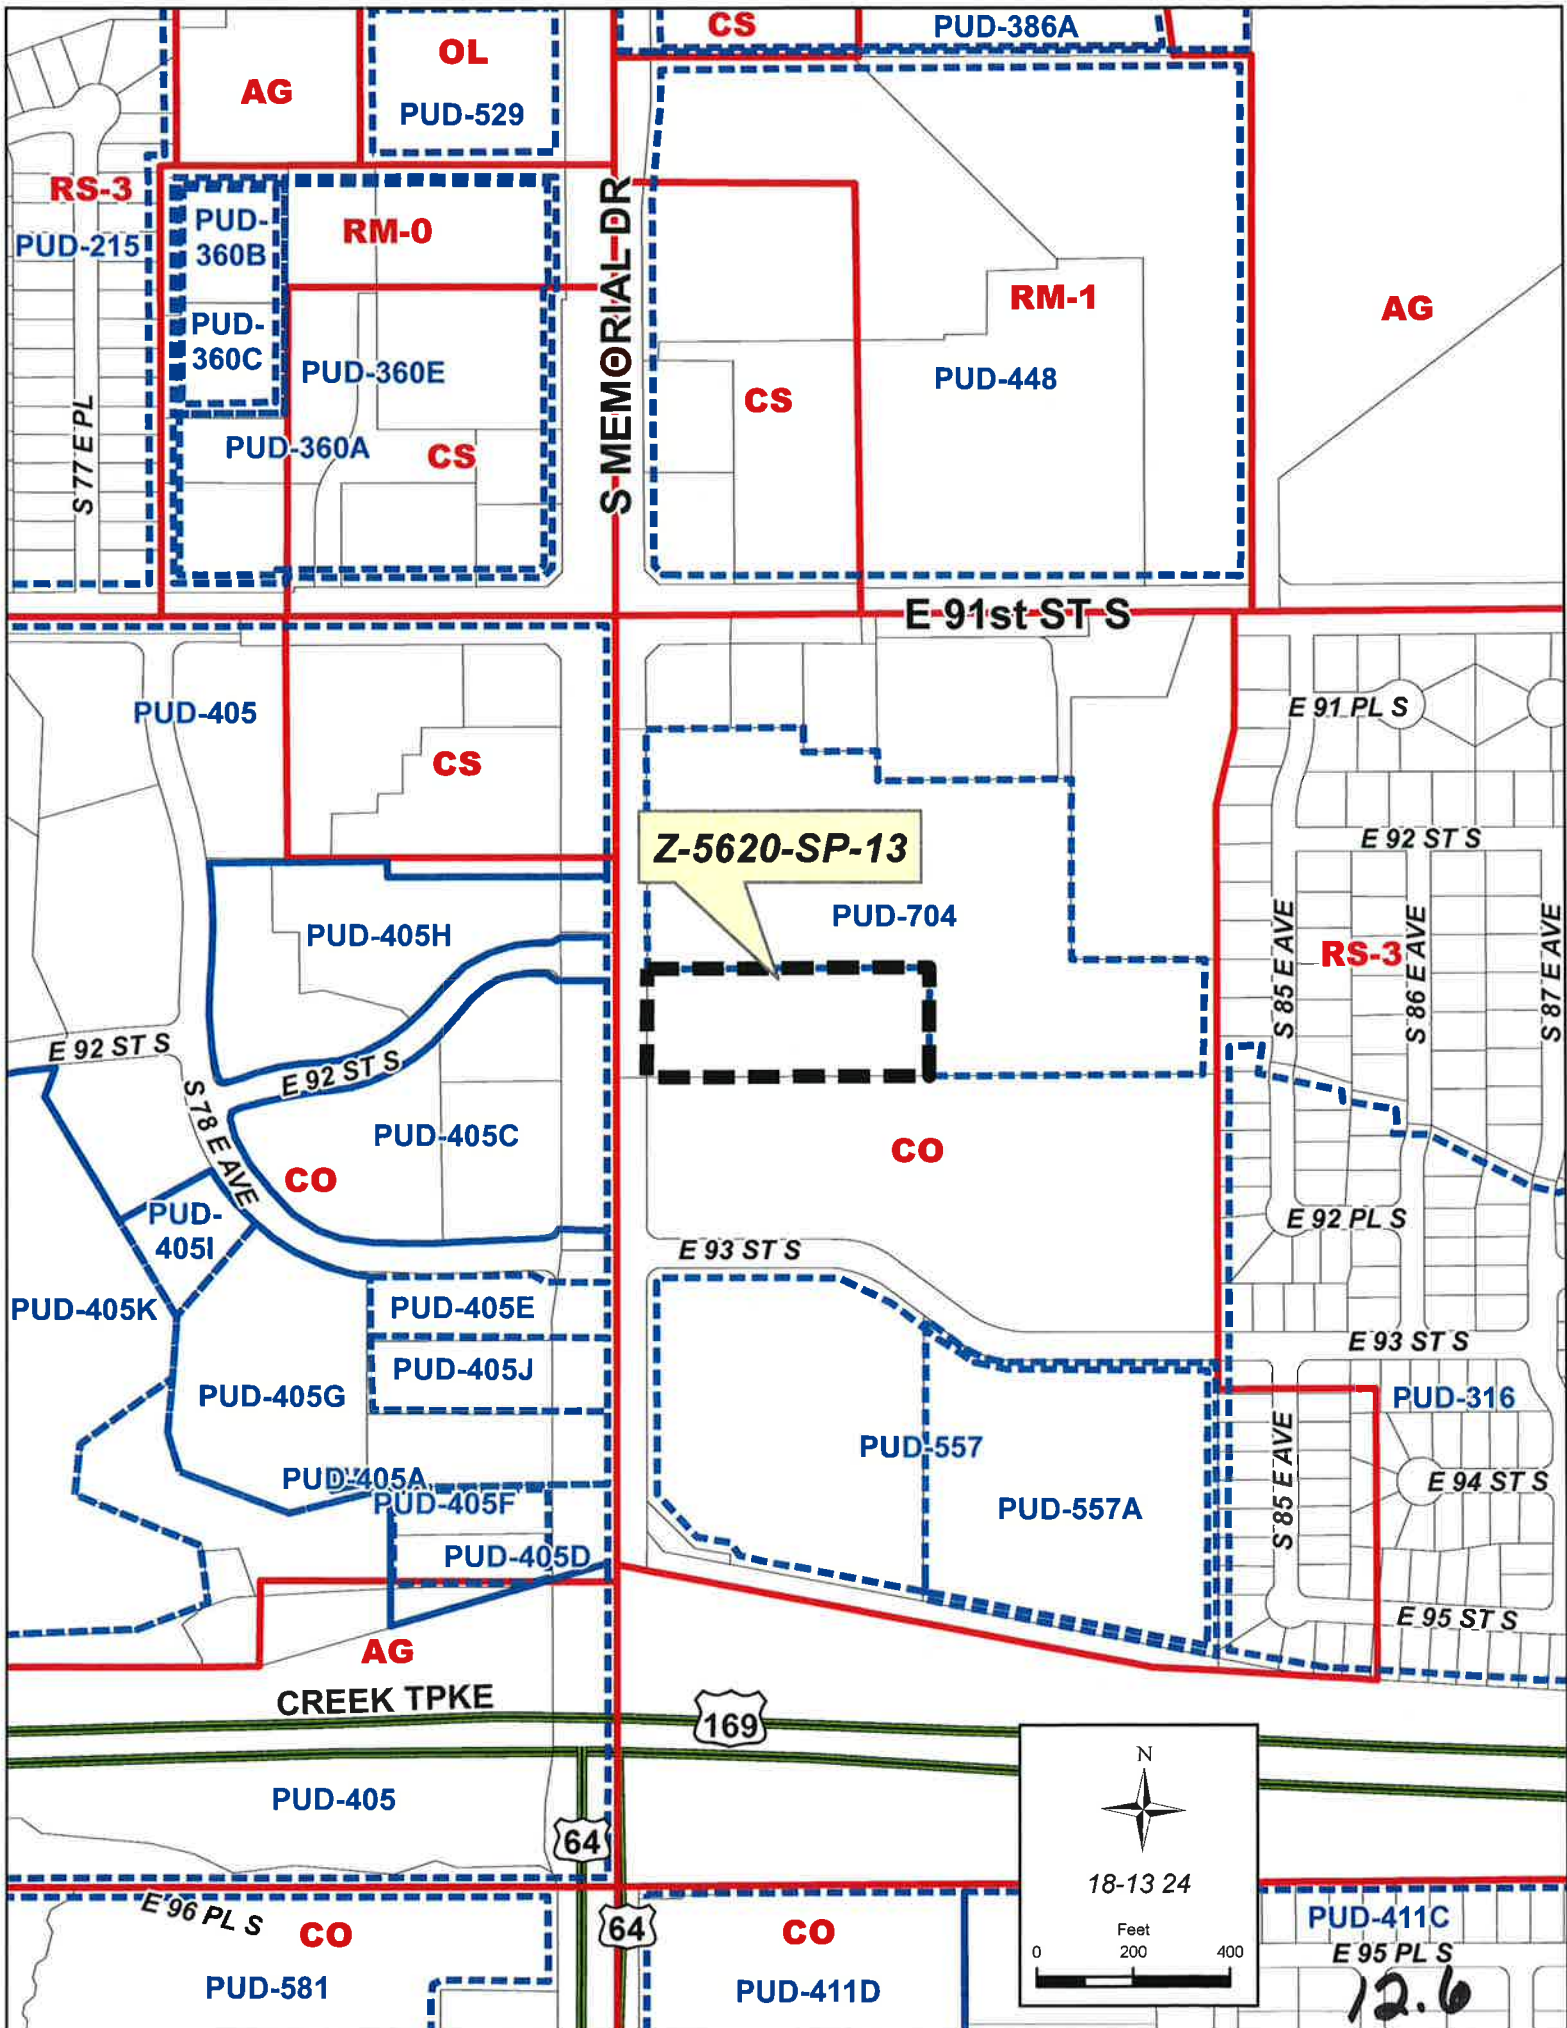 CS
PUD-386A
OL
AG
PUD-529
RS-3
PUD-215
PUD-
360B
RM-0
PUD-
360C
PUD-360E
PUD-360A
CS
S 77 E PL
S MEMORIAL DR
CS
RM-1
PUD-448
AG
E 91st ST S
PUD-405
CS
E 91 PL S
E 92 ST S
Z-5620-SP-13
PUD-704
PUD-405H
S 85 E AVE
RS-3
S 86 E AVE
S 87 E AVE
E 92 ST S
E 92 ST S
S 78 E AVE
PUD-405C
CO
CO
PUD-
405I
E 92 PL S
E 93 ST S
PUD-405K
PUD-405E
PUD-405J
PUD-405G
E 93 ST S
PUD-316
PUD-557
PUD-405A
PUD-405F
PUD-405D
PUD-557A
S 85 E AVE
E 94 ST S
E 95 ST S
AG
CREEK TPKE
169
PUD-405
64
N
18-13 24
Feet
0 200 400
E 96 PL S
CO
PUD-581
64
CO
PUD-411D
PUD-411C
E 95 PL S
12.6